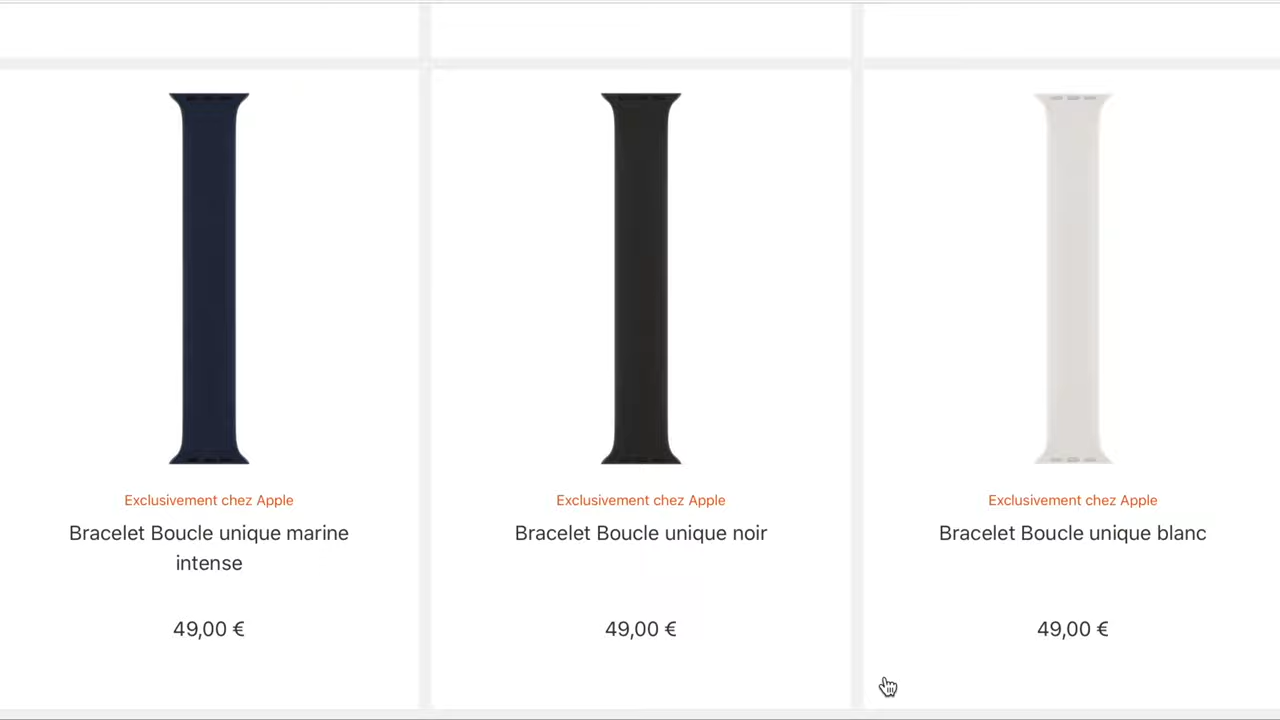 Exclusivement chez Apple
Bracelet Boucle unique marine
intense
49,00 €
Exclusivement chez Apple
Bracelet Boucle unique noir
49,00 €
Exclusivement chez Apple
Bracelet Boucle unique blanc
49,00 €